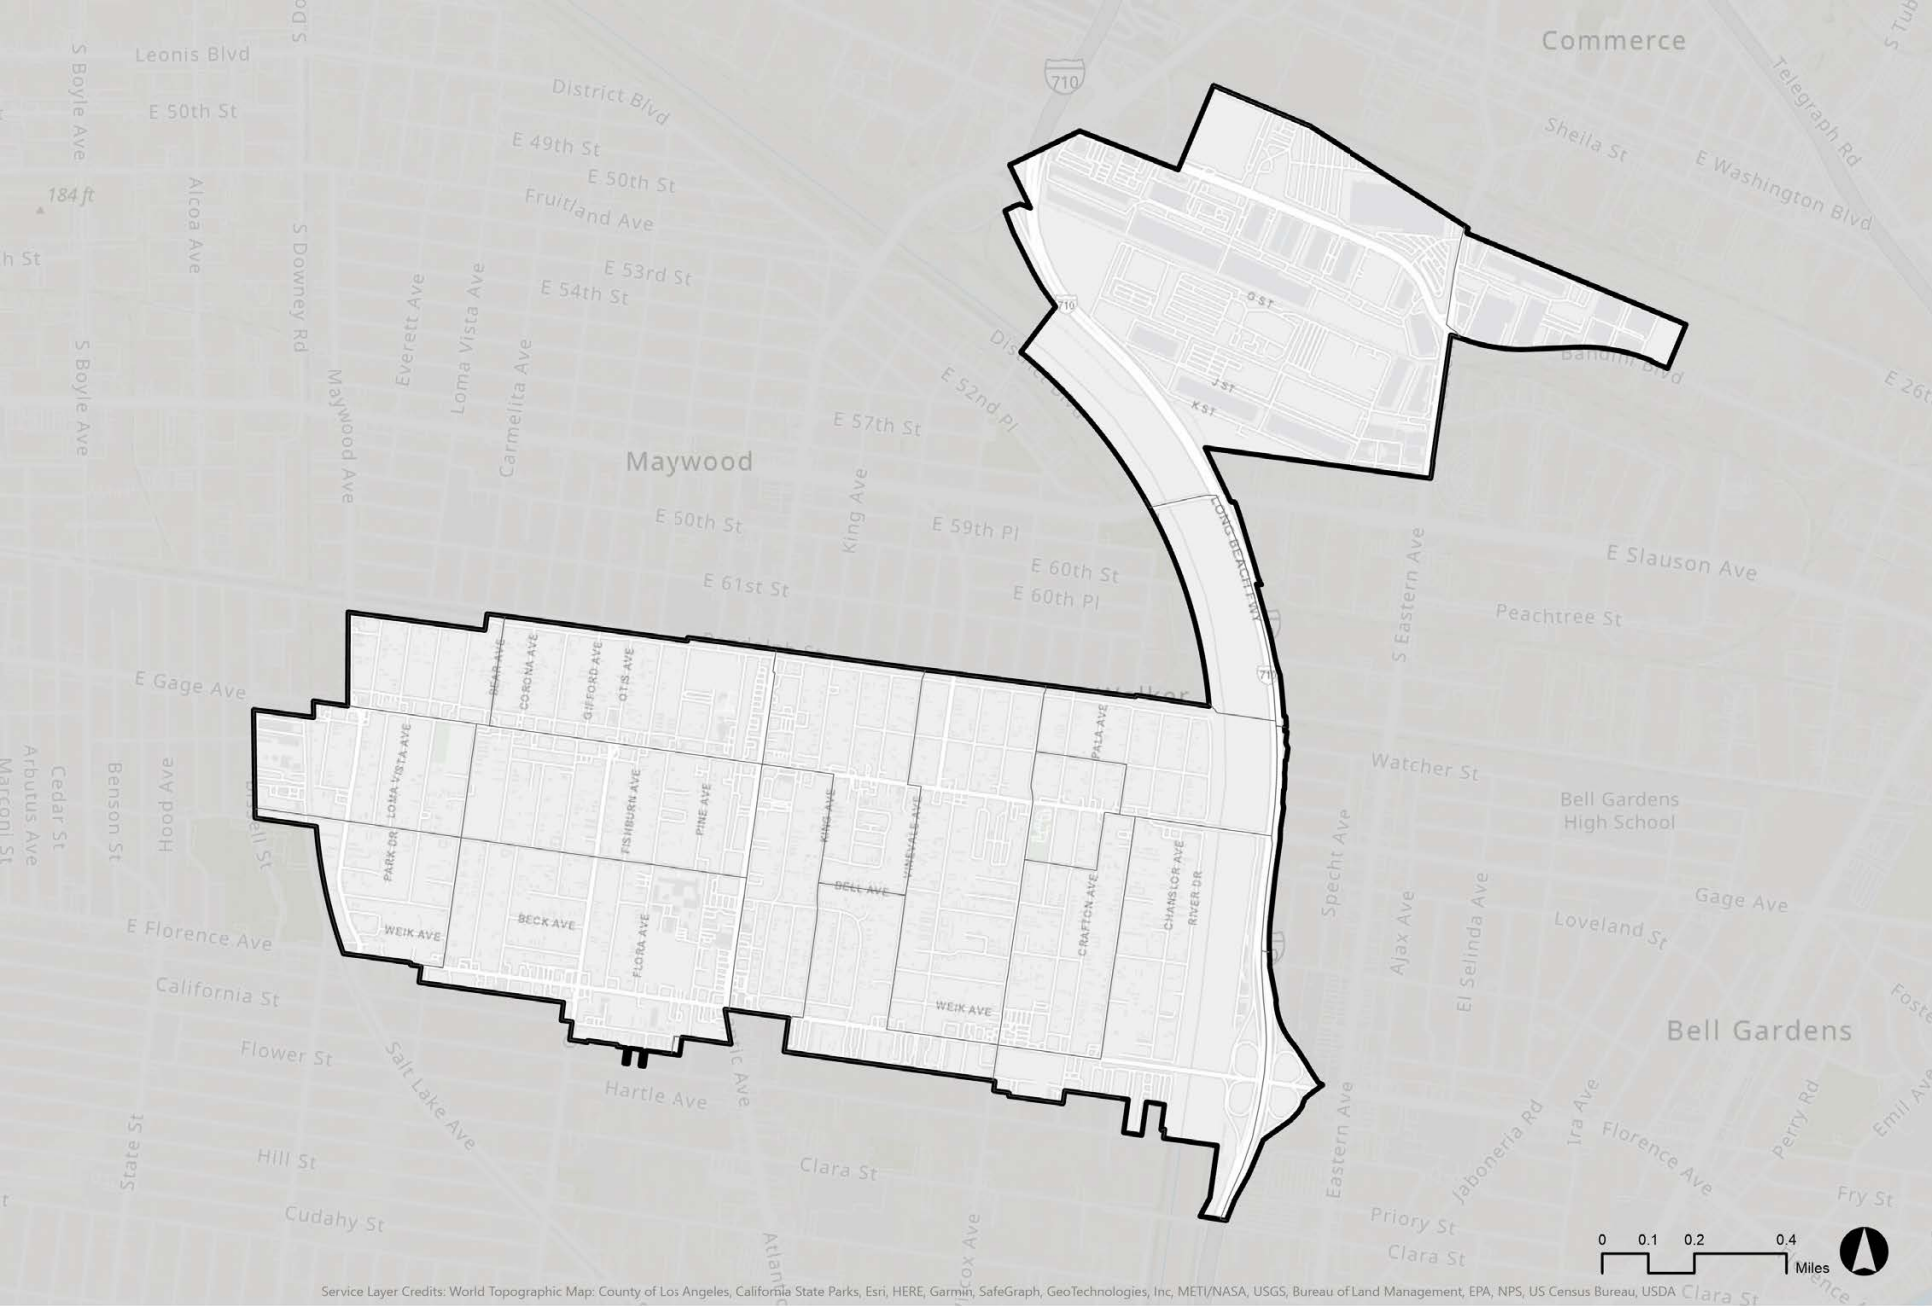 Commerce
Leonis Blvd
S Boyle Ave
E 50th St
District Blvd
710
Telegraph Rd
Sheila St
E Washington Blvd
E 49th St
E 50th St
Fruitland Ave
184 ft
Alcoa Ave
S Downey Rd
E 53rd St
E 54th St
Everett Ave
Loma Vista Ave
Carmelita Ave
710
G ST
J ST
K ST
Bandini Blvd
E 52nd Pl
S Boyle Ave
Maywood Ave
E 57th St
Maywood
King Ave
E 60th St
E 59th Pl
E 60th St
E 60th Pl
E 61st St
LONG BEACH FWY
S Eastern Ave
E Slauson Ave
Peachtree St
E Gage Ave
BEAR AVE
CORONA AVE
GIFFORD AVE
OTIS AVE
Walker
PALA AVE
Watcher St
Bell Gardens
High School
Marconi St
Arbutus Ave
Cedar St
Benson St
Hood Ave
LOMA VISTA AVE
PARK DR
FISHBURN AVE
PINE AVE
KING AVE
VINEVALE AVE
BELL AVE
CRAFTON AVE
CHANSLOR AVE
RIVER DR
Specht Ave
Ajax Ave
El Selinda Ave
Gage Ave
Loveland St
E Florence Ave
California St
WEIK AVE
BECK AVE
FLORA AVE
WEIK AVE
Bell Gardens
Flower St
Salt Lake Ave
Hartle Ave
State St
Hill St
Cudahy St
Clara St
Eastern Ave
Jaboneria Rd
Ira Ave
Florence Ave
Perry Rd
Emil Ave
Fry St
Priory St
Clara St
Clara St
0 0.1 0.2 0.4
Miles
Service Layer Credits: World Topographic Map: County of Los Angeles, California State Parks, Esri, HERE, Garmin, SafeGraph, GeoTechnologies, Inc, METI/NASA, USGS, Bureau of Land Management, EPA, NPS, US Census Bureau, USDA